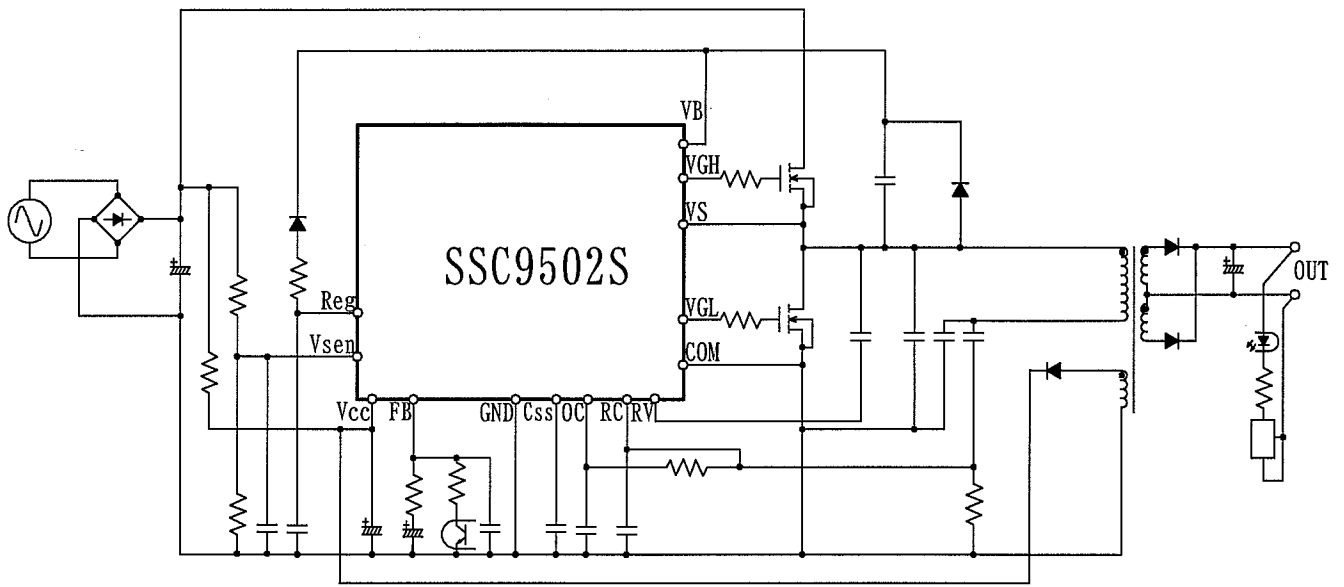 VB
VGH
VS
SSC9502S
OUT
Reg
VGL
Vsen
COM
Vcc
FB
GND
Css
OC
RC
RV